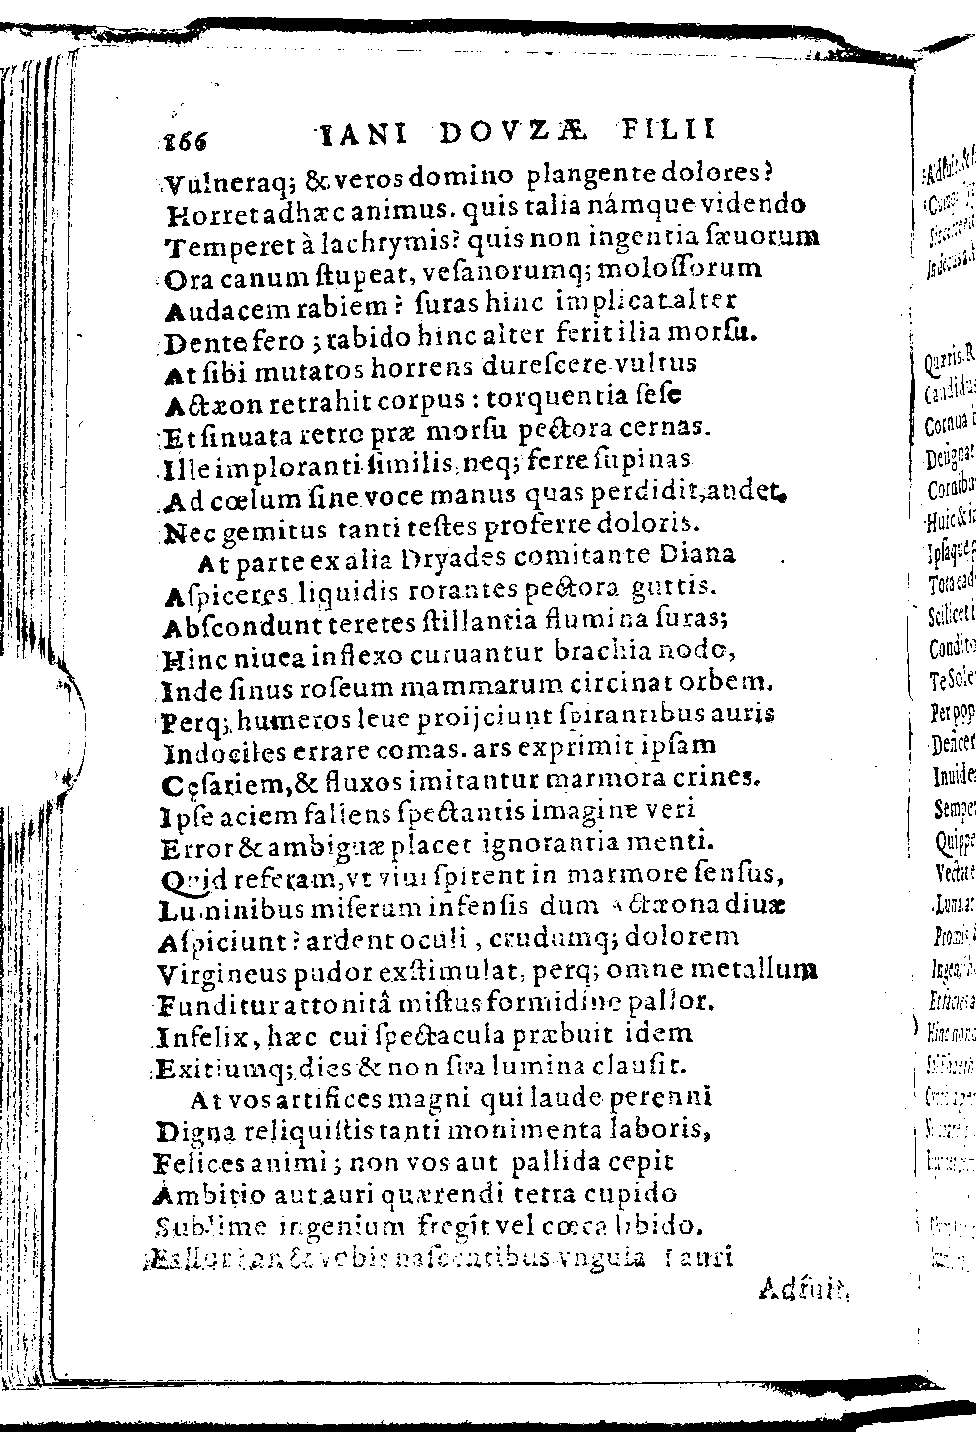 166 IANI DOVZÆ FILII
Vulneraq; & veros domino plangente dolores?
Horret ad hæc animus. quis talia námque videndo
Temperet à lachrymis? quis non ingentia ſæuorum
Ora canum ſtupeat, veſanorumq; moloſſorum
Audacem rabiem? ſuras hinc implicat alter
Dente fero; rabido hinc alter ferit ilia morſu.
At ſibi mutatos horrens dureſcere vultus
Actæon retrahit corpus: torquentia ſeſe
Et ſinuata retro præ morſu pectora cernas.
Ille imploranti ſimilis, neq; ferre ſupinas
Ad cœlum ſine voce manus quas perdidit, audet,
Nec gemitus tanti teſtes proferre doloris.
At parte ex alia Dryades comitante Diana
Aſpiceres liquidis rorantes pectora guttis.
Abſcondunt teretes ſtillantia flumina ſuras;
Hinc niuea inflexo curuantur brachia nodo,
Inde ſinus roſeum mammarum circinat orbem.
Perq; humeros leue proijciunt ſpirantibus auris
Indociles errare comas. ars exprimit ipſam
Cęſariem, & fluxos imitantur marmora crines.
Ipſe aciem fallens ſpectantis imagine veri
Error & ambiguæ placet ignorantia menti.
Quid referam, vt viui ſpirent in marmore ſenſus,
Luminibus miſerum infenſis dum Actæona diuæ
Aſpiciunt? ardent oculi, crudumq; dolorem
Virgineus pudor exſtimulat, perq; omne metallum
Funditur attonitâ miſtus formidine pallor.
Infelix, hæc cui ſpectacula præbuit idem
Exitiumq; dies & non ſua lumina clauſit.
At vos artifices magni qui laude perenni
Digna reliquiſtis tanti monimenta laboris,
Felices animi; non vos aut pallida cepit
Ambitio aut auri quærendi tetra cupido
Sublime ingenium fregit vel cœca libido.
& vobis naſcentibus vngula Tauri
Adfuit,